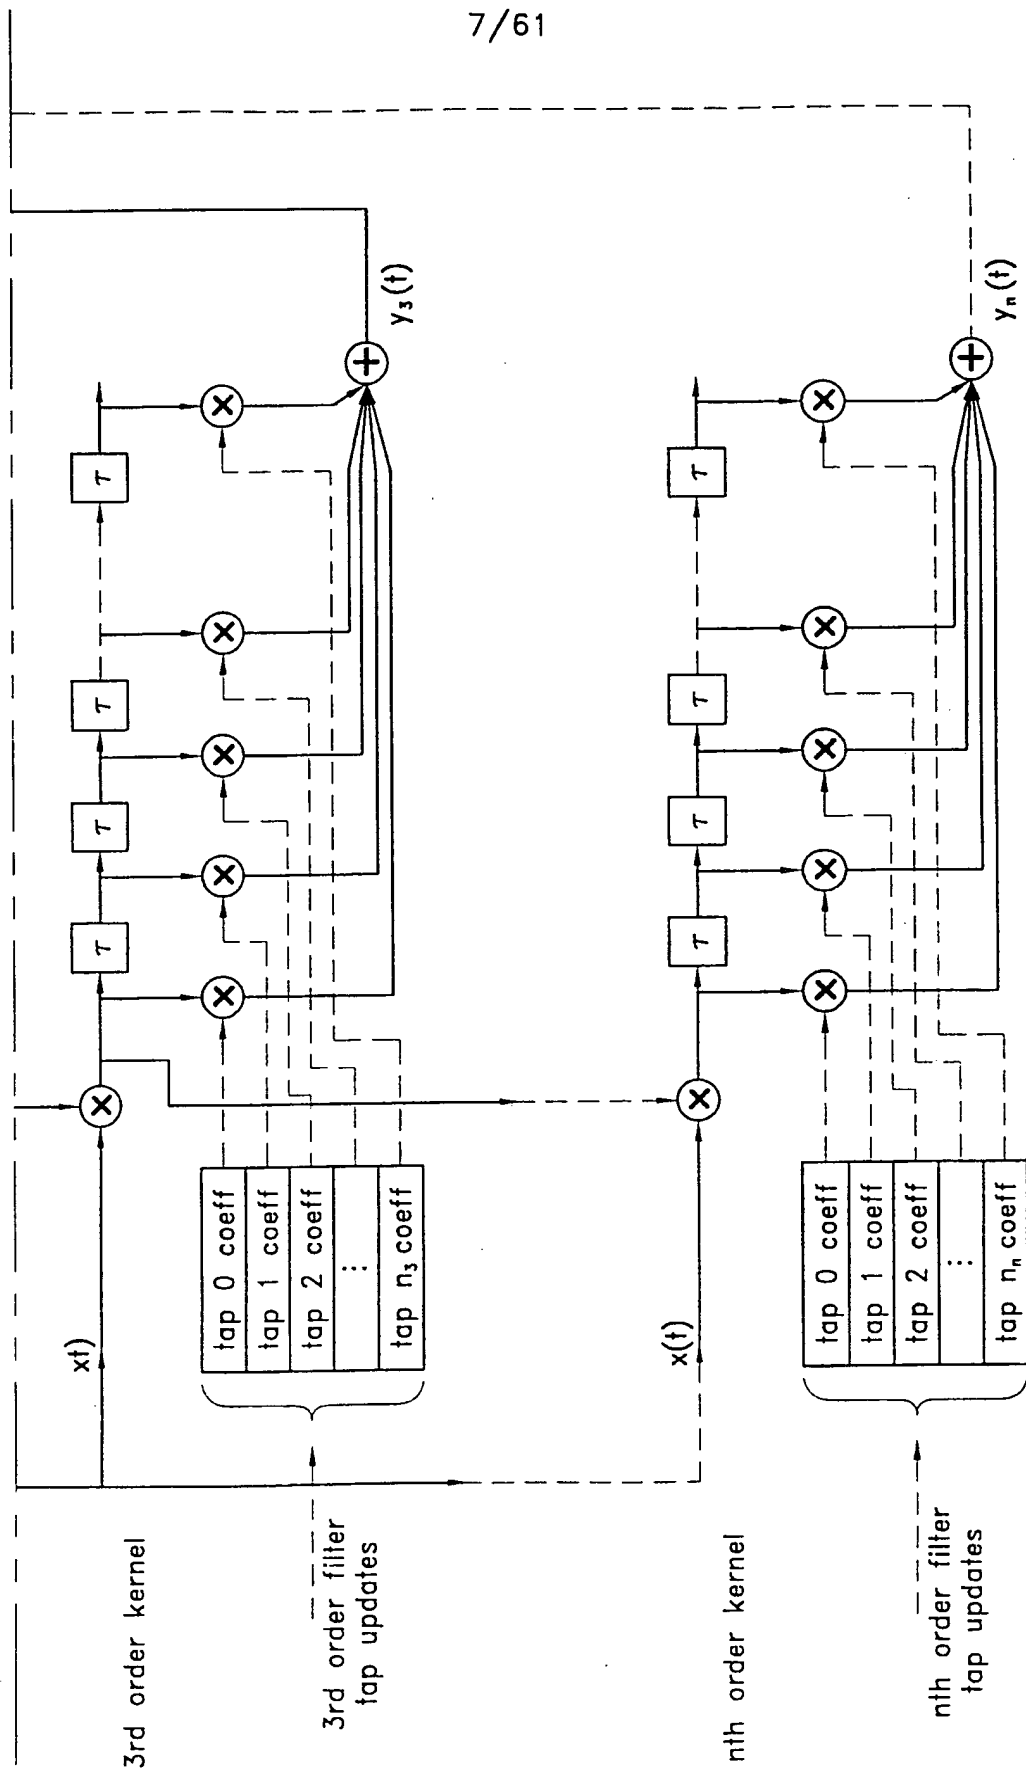 7/61
3rd order kernel
xt)
τ
τ
τ
τ
y₃(t)
tap 0 coeff
tap 1 coeff
tap 2 coeff
...
tap n₃ coeff
3rd order filter
tap updates
nth order kernel
x(t)
τ
τ
τ
τ
yₙ(t)
tap 0 coeff
tap 1 coeff
tap 2 coeff
...
tap nₙ coeff
nth order filter
tap updates